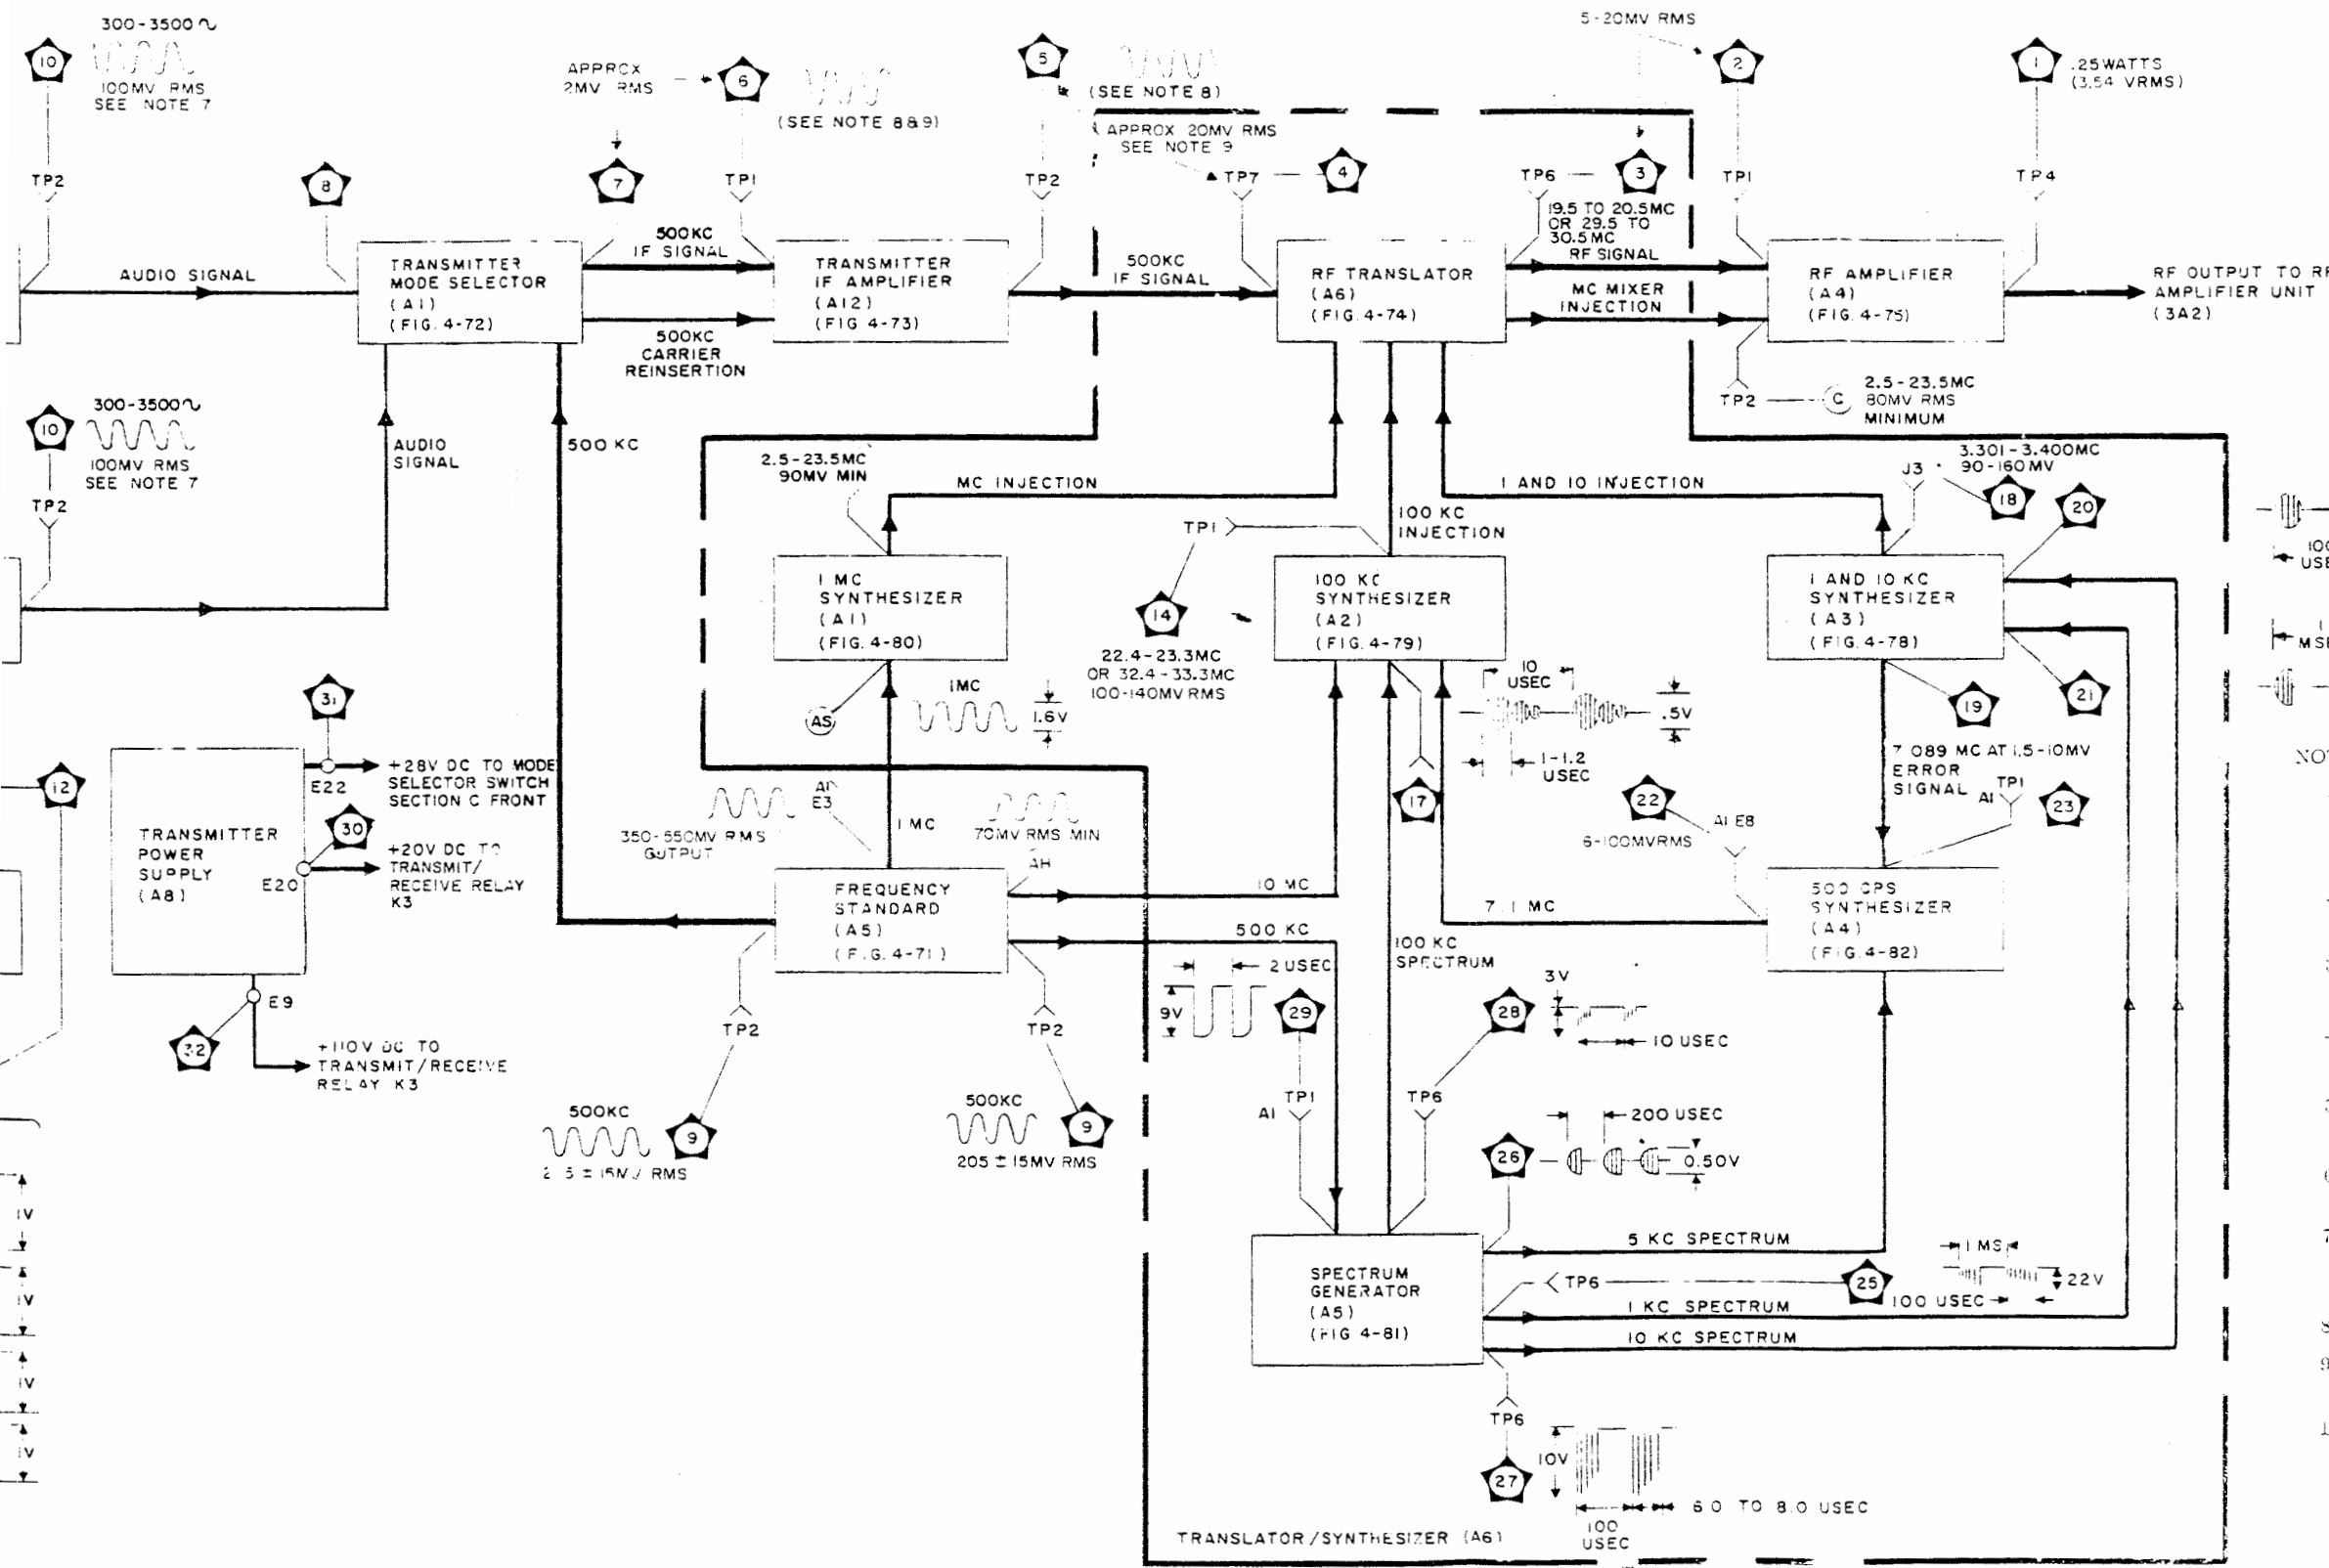 300-3500∿
10
100MV RMS
SEE NOTE 7
TP2
8
APPROX
2MV RMS
6
(SEE NOTE 8&9)
7
TP1
5
(SEE NOTE 8)
TP2
APPROX 20MV RMS
SEE NOTE 9
TP7
4
5-20MV RMS
2
TP6
3
TP1
1
.25WATTS
(3.54 VRMS)
TP4
AUDIO SIGNAL
TRANSMITTER
MODE SELECTOR
(A1)
(FIG. 4-72)
500KC
IF SIGNAL
500KC
CARRIER
REINSERTION
TRANSMITTER
IF AMPLIFIER
(A12)
(FIG 4-73)
500KC
IF SIGNAL
RF TRANSLATOR
(A6)
(FIG. 4-74)
19.5 TO 20.5MC
OR 29.5 TO
30.5MC
RF SIGNAL
MC MIXER
INJECTION
RF AMPLIFIER
(A4)
(FIG. 4-75)
RF OUTPUT TO RF
AMPLIFIER UNIT
(3A2)
TP2
C
2.5-23.5MC
80MV RMS
MINIMUM
300-3500∿
10
100MV RMS
SEE NOTE 7
TP2
AUDIO
SIGNAL
500 KC
2.5-23.5MC
90MV MIN
MC INJECTION
100 KC
INJECTION
1 AND 10 INJECTION
3.301-3.400MC
90-160MV
J3
18
20
TP1
14
22.4-23.3MC
OR 32.4-33.3MC
100-140MV RMS
1 MC
SYNTHESIZER
(A1)
(FIG. 4-80)
100 KC
SYNTHESIZER
(A2)
(FIG. 4-79)
1 AND 10 KC
SYNTHESIZER
(A3)
(FIG. 4-78)
AS
1MC
1.6V
10
USEC
.5V
1-1.2
USEC
17
19
21
7.089 MC AT 1.5-10MV
ERROR
SIGNAL
TP1
A1
23
22
A1 E8
6-100MVRMS
31
E22
+28V DC TO MODE
SELECTOR SWITCH
SECTION C FRONT
30
E20
+20V DC TO
TRANSMIT/
RECEIVE RELAY
K3
12
TRANSMITTER
POWER
SUPPLY
(A8)
E9
32
+110V DC TO
TRANSMIT/RECEIVE
RELAY K3
A1
E3
350-550MV RMS
OUTPUT
1 MC
70MV RMS MIN
AH
FREQUENCY
STANDARD
(A5)
(FIG. 4-71)
10 MC
500 KC
7.1 MC
500 CPS
SYNTHESIZER
(A4)
(FIG. 4-82)
TP2
TP2
500KC
9
500KC
9
205 ± 15MV RMS
2 USEC
9V
29
TP1
A1
100 KC
SPECTRUM
28
TP6
3V
10 USEC
200 USEC
26
0.50V
SPECTRUM
GENERATOR
(A5)
(FIG 4-81)
5 KC SPECTRUM
TP6
25
1 MS
22V
100 USEC
1 KC SPECTRUM
10 KC SPECTRUM
TP6
27
10V
100
USEC
6.0 TO 8.0 USEC
TRANSLATOR/SYNTHESIZER (A6)
1V
1V
1V
1V